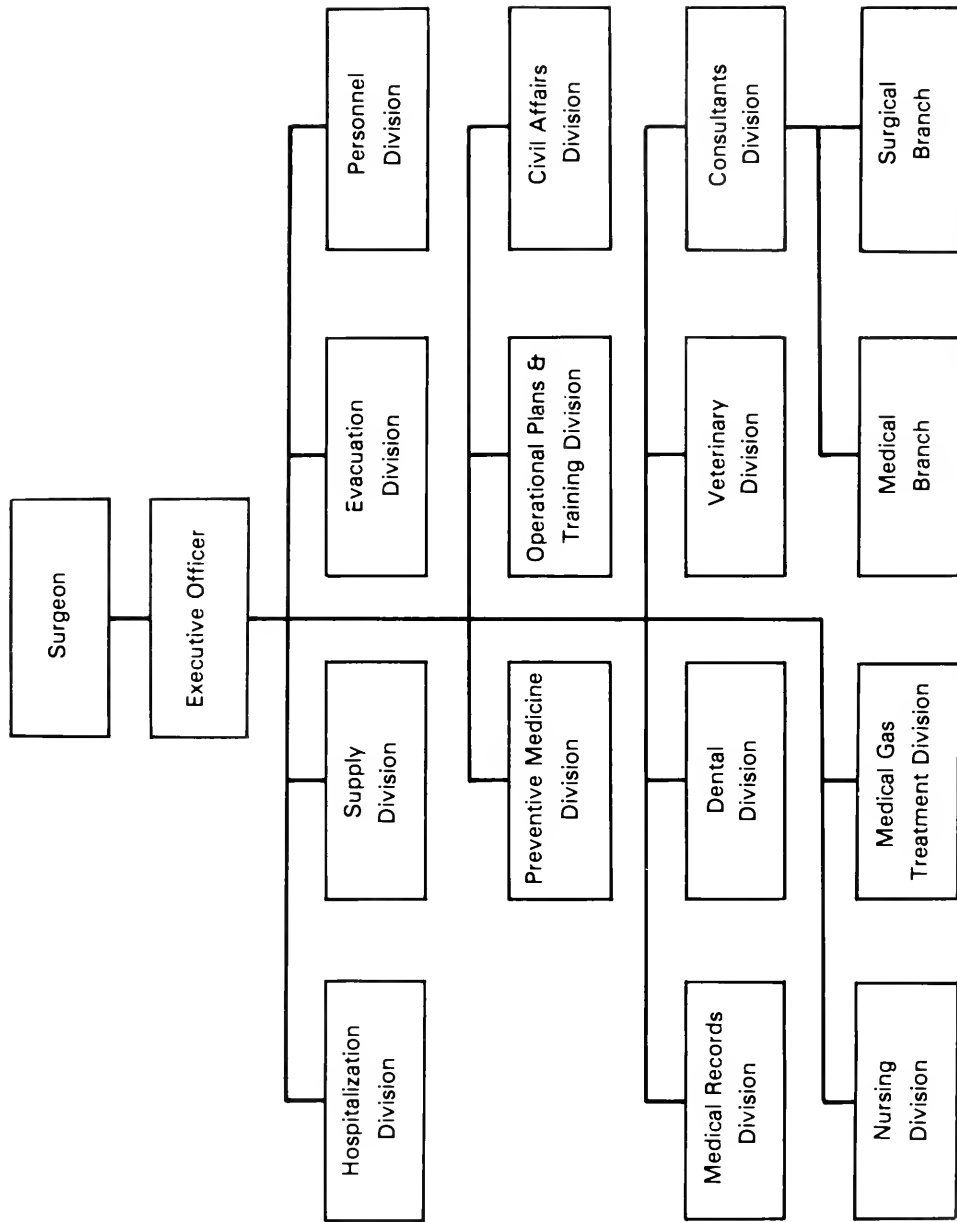 Surgeon
Executive Officer
Hospitalization
Division
Supply
Division
Evacuation
Division
Personnel
Division
Preventive Medicine
Division
Operational Plans &
Training Division
Civil Affairs
Division
Medical Records
Division
Dental
Division
Veterinary
Division
Consultants
Division
Nursing
Division
Medical Gas
Treatment Division
Medical
Branch
Surgical
Branch